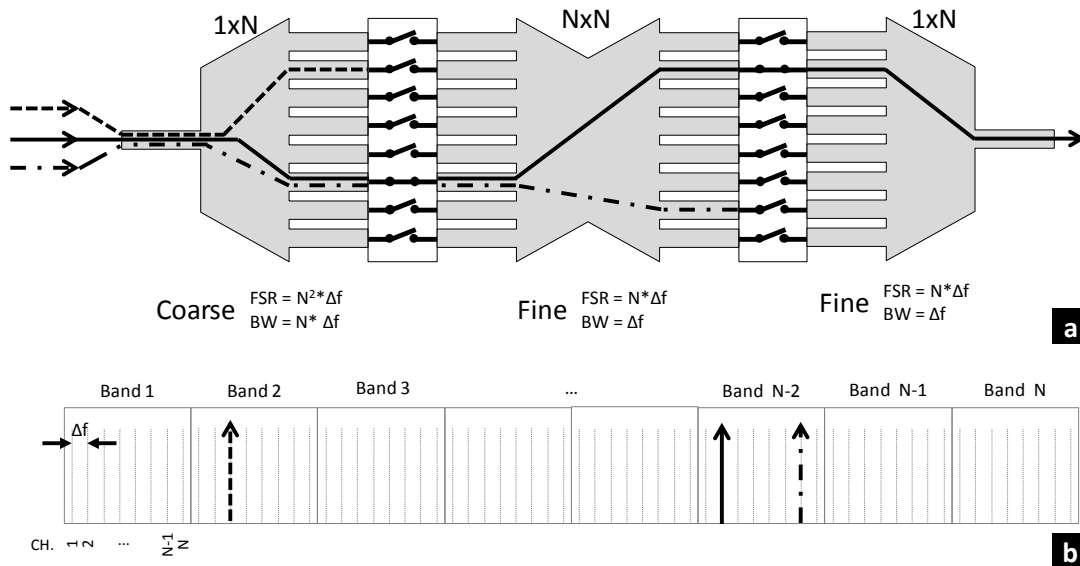 1xN
NxN
1xN
Coarse
FSR = N²*Δf
BW = N* Δf
Fine
FSR = N*Δf
BW = Δf
Fine
FSR = N*Δf
BW = Δf
a
Band 1
Band 2
Band 3
...
Band N-2
Band N-1
Band N
Δf
CH.
1
2
...
N-1
N
b